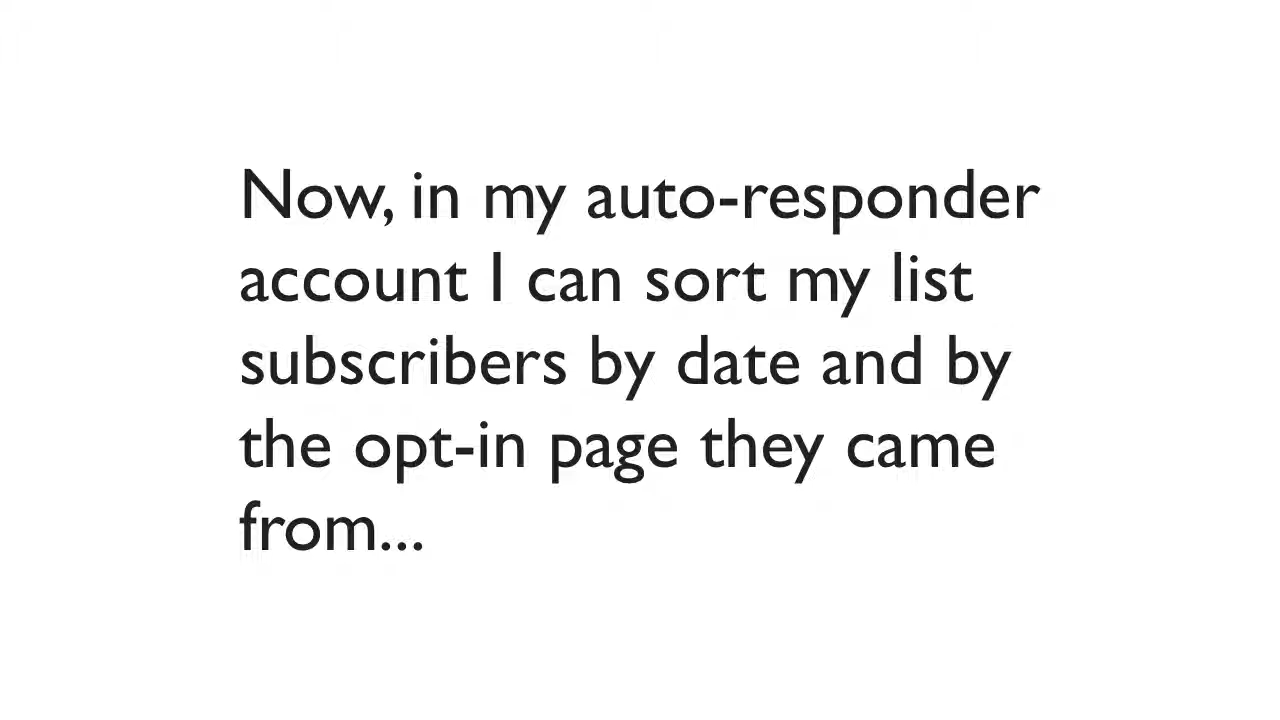 Now, in my auto-responder
account I can sort my list
subscribers by date and by
the opt-in page they came
from...